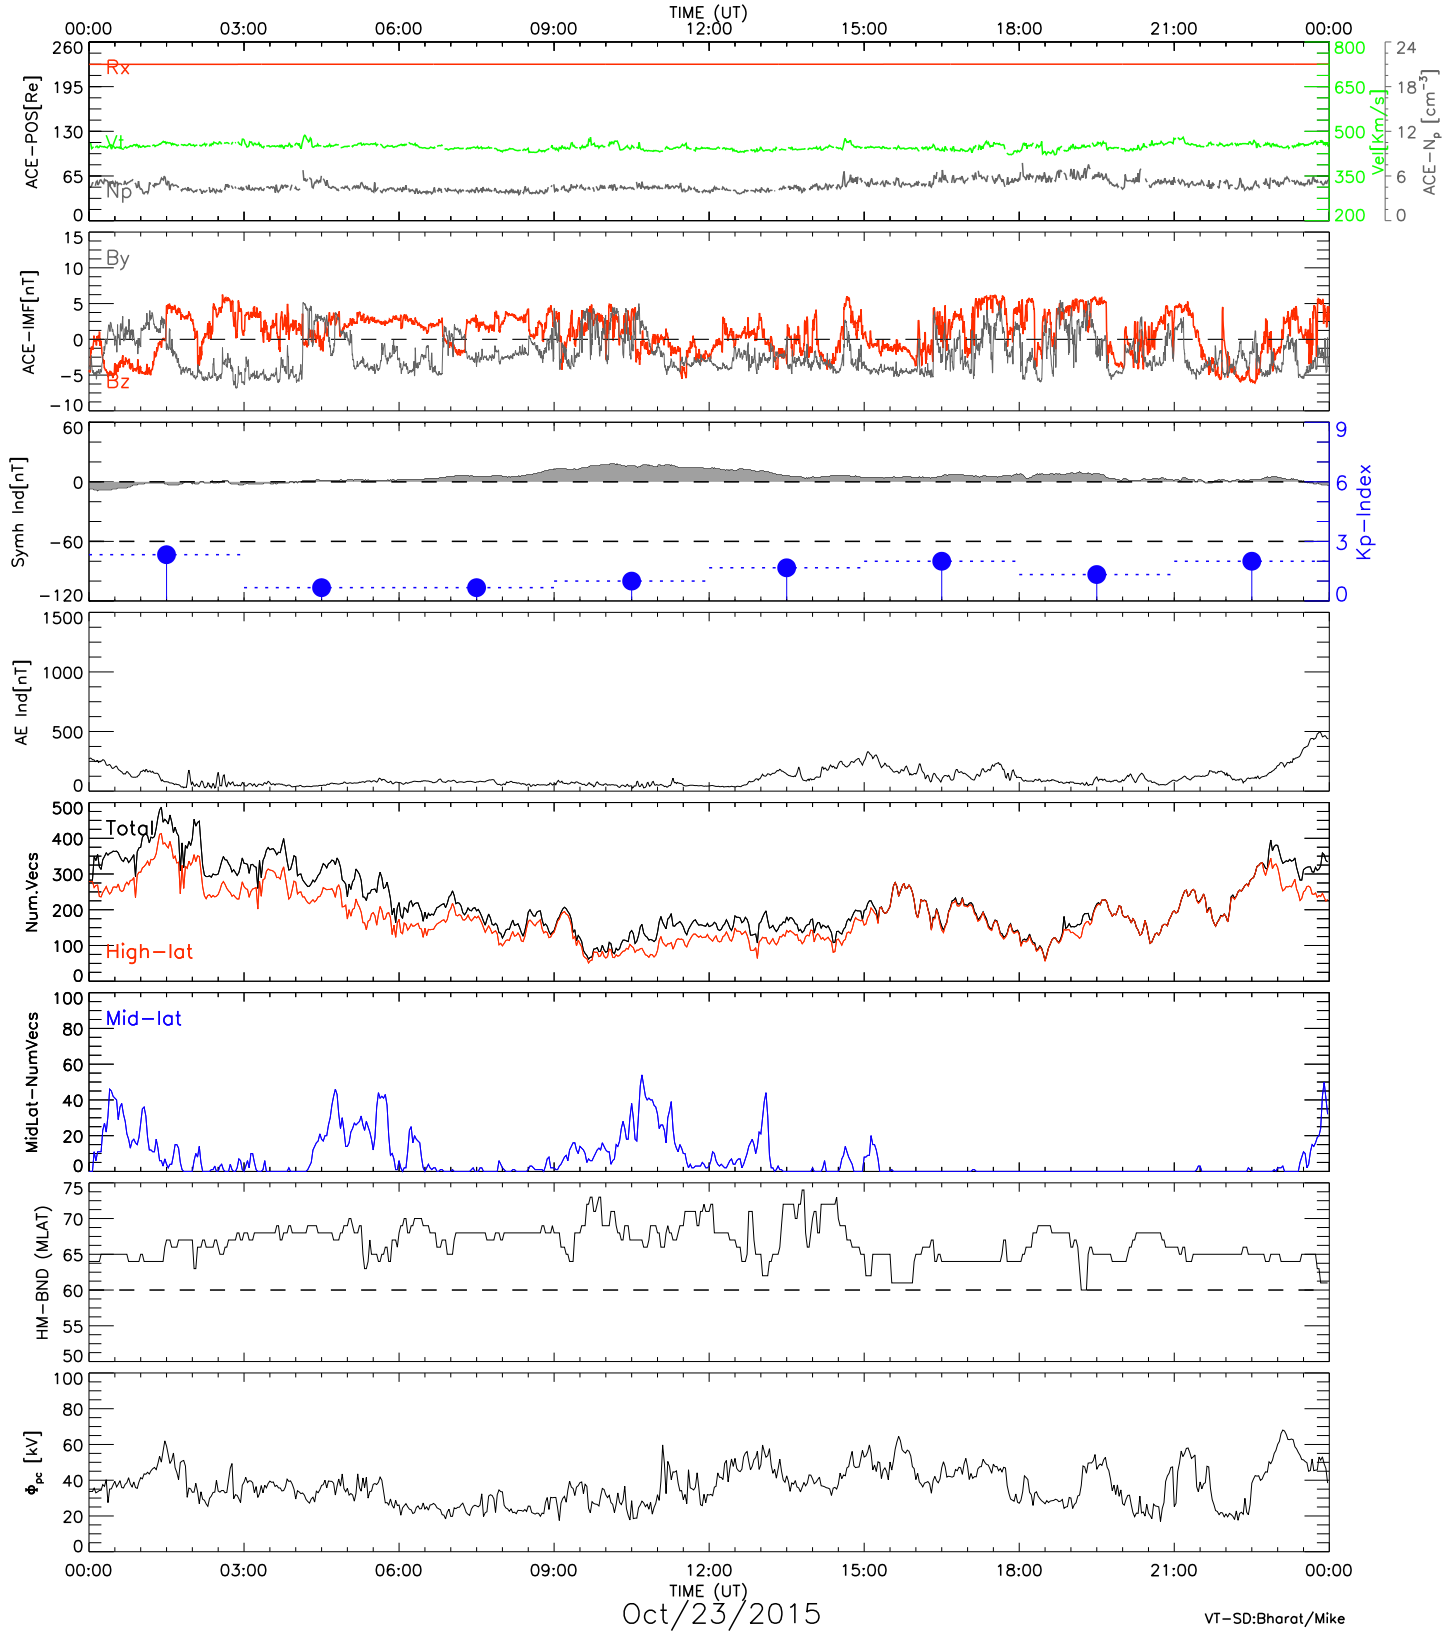 TIME (UT)
00:00 03:00 06:00 09:00 12:00 15:00 18:00 21:00 00:00
260 195 130 65 0
ACE-POS[Re]
Rx
Vt
Np
800 650 500 350 200
Vel[Km/s]
24 18 12 6 0
ACE-Np [cm-3]
15 10 5 0 -5 -10
ACE-IMF[nT]
By
Bz
60 0 -60 -120
Symh Ind[nT]
9 6 3 0
Kp-Index
1500 1000 500 0
AE Ind[nT]
500 400 300 200 100 0
Num.Vecs
Total
High-lat
100 80 60 40 20 0
MidLat-NumVecs
Mid-lat
75 70 65 60 55 50
HM-BND (MLAT)
100 80 60 40 20 0
Φpc [kV]
00:00 03:00 06:00 09:00 12:00 15:00 18:00 21:00 00:00
TIME (UT)
Oct/23/2015
VT-SD:Bharat/Mike